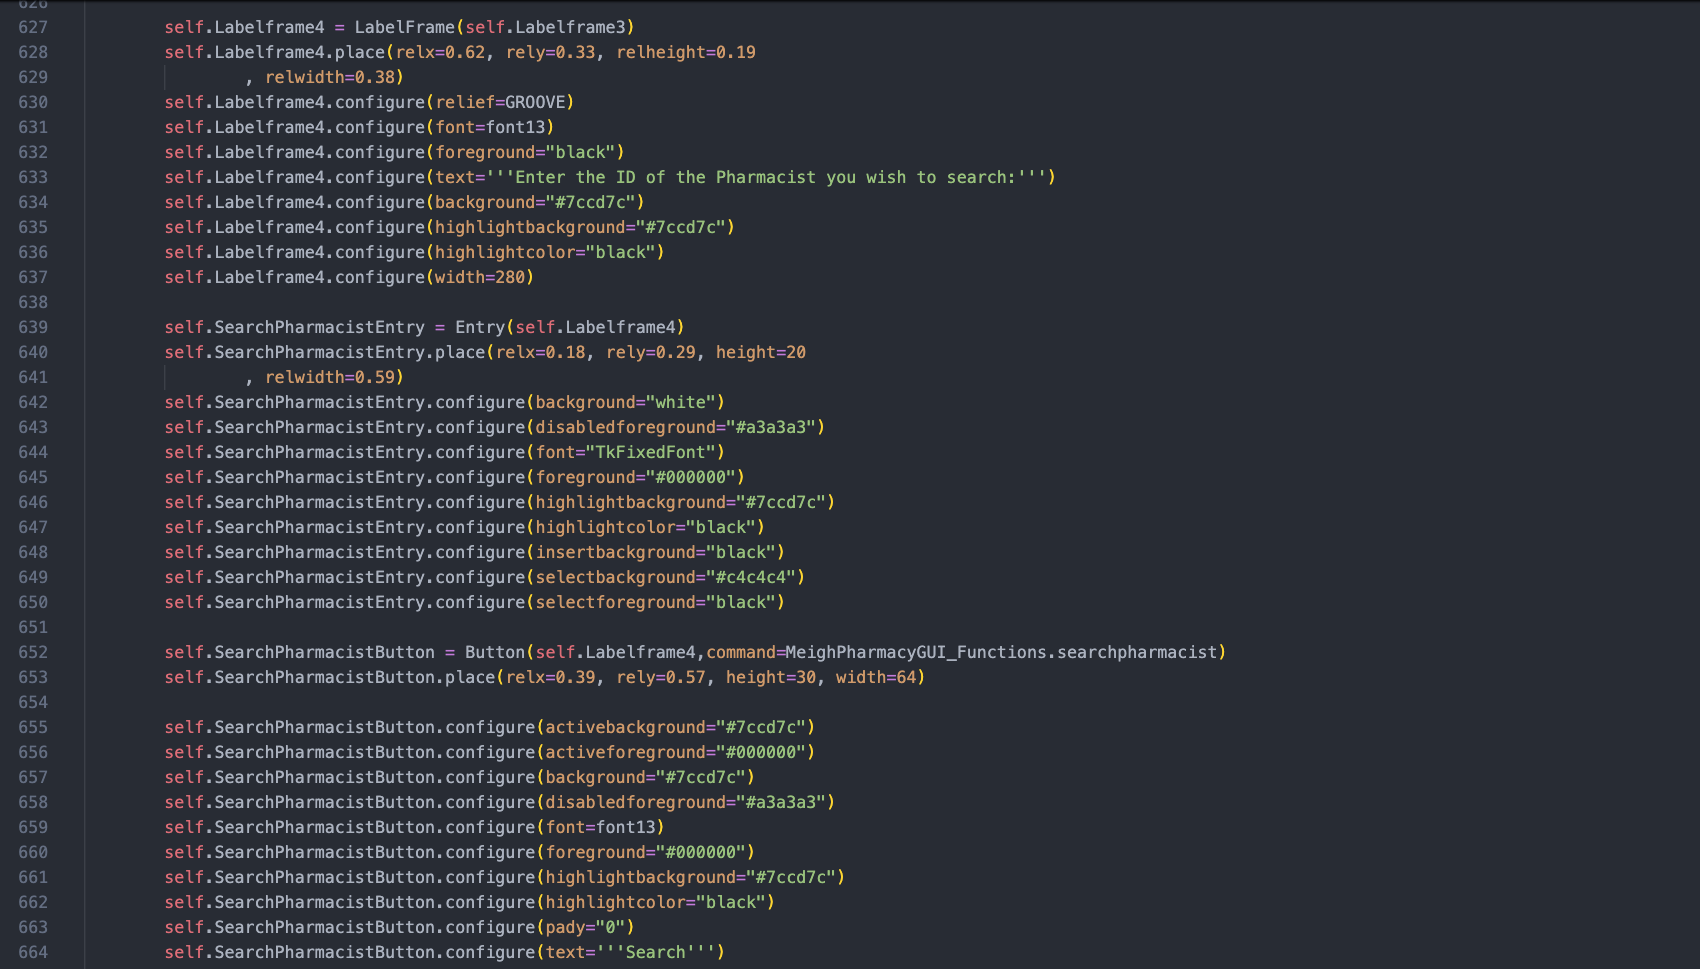 626
627 self.Labelframe4 = LabelFrame(self.Labelframe3)
628 self.Labelframe4.place(relx=0.62, rely=0.33, relheight=0.19
629 , relwidth=0.38)
630 self.Labelframe4.configure(relief=GROOVE)
631 self.Labelframe4.configure(font=font13)
632 self.Labelframe4.configure(foreground="black")
633 self.Labelframe4.configure(text='''Enter the ID of the Pharmacist you wish to search:''')
634 self.Labelframe4.configure(background="#7ccd7c")
635 self.Labelframe4.configure(highlightbackground="#7ccd7c")
636 self.Labelframe4.configure(highlightcolor="black")
637 self.Labelframe4.configure(width=280)
638
639 self.SearchPharmacistEntry = Entry(self.Labelframe4)
640 self.SearchPharmacistEntry.place(relx=0.18, rely=0.29, height=20
641 , relwidth=0.59)
642 self.SearchPharmacistEntry.configure(background="white")
643 self.SearchPharmacistEntry.configure(disabledforeground="#a3a3a3")
644 self.SearchPharmacistEntry.configure(font="TkFixedFont")
645 self.SearchPharmacistEntry.configure(foreground="#000000")
646 self.SearchPharmacistEntry.configure(highlightbackground="#7ccd7c")
647 self.SearchPharmacistEntry.configure(highlightcolor="black")
648 self.SearchPharmacistEntry.configure(insertbackground="black")
649 self.SearchPharmacistEntry.configure(selectbackground="#c4c4c4")
650 self.SearchPharmacistEntry.configure(selectforeground="black")
651
652 self.SearchPharmacistButton = Button(self.Labelframe4,command=MeighPharmacyGUI_Functions.searchpharmacist)
653 self.SearchPharmacistButton.place(relx=0.39, rely=0.57, height=30, width=64)
654
655 self.SearchPharmacistButton.configure(activebackground="#7ccd7c")
656 self.SearchPharmacistButton.configure(activeforeground="#000000")
657 self.SearchPharmacistButton.configure(background="#7ccd7c")
658 self.SearchPharmacistButton.configure(disabledforeground="#a3a3a3")
659 self.SearchPharmacistButton.configure(font=font13)
660 self.SearchPharmacistButton.configure(foreground="#000000")
661 self.SearchPharmacistButton.configure(highlightbackground="#7ccd7c")
662 self.SearchPharmacistButton.configure(highlightcolor="black")
663 self.SearchPharmacistButton.configure(pady="0")
664 self.SearchPharmacistButton.configure(text='''Search''')